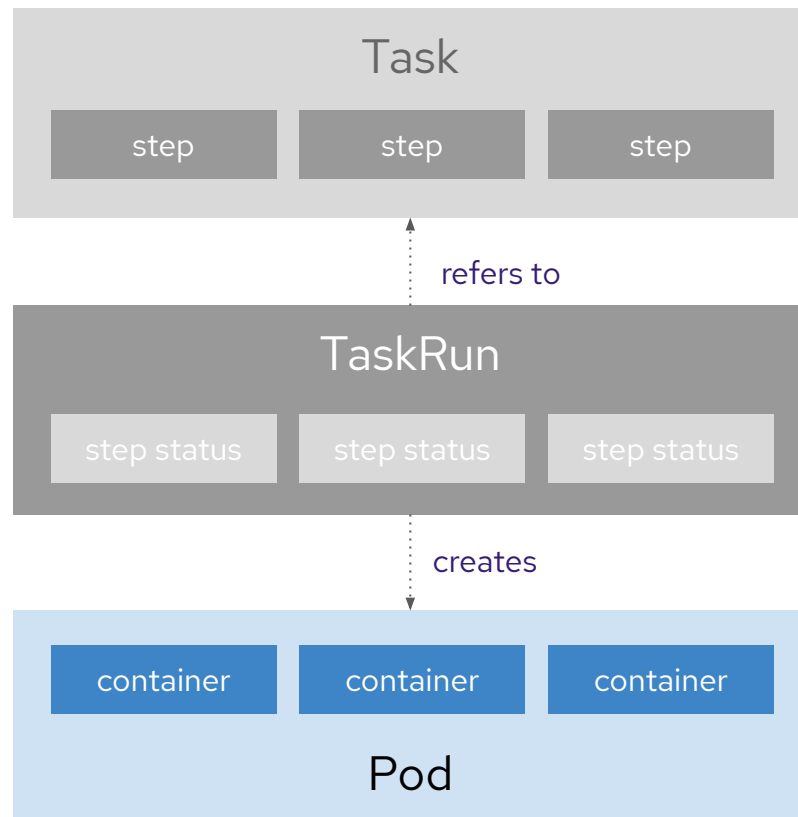 Task
step step step
refers to
TaskRun
step status step status step status
creates
container container container
Pod